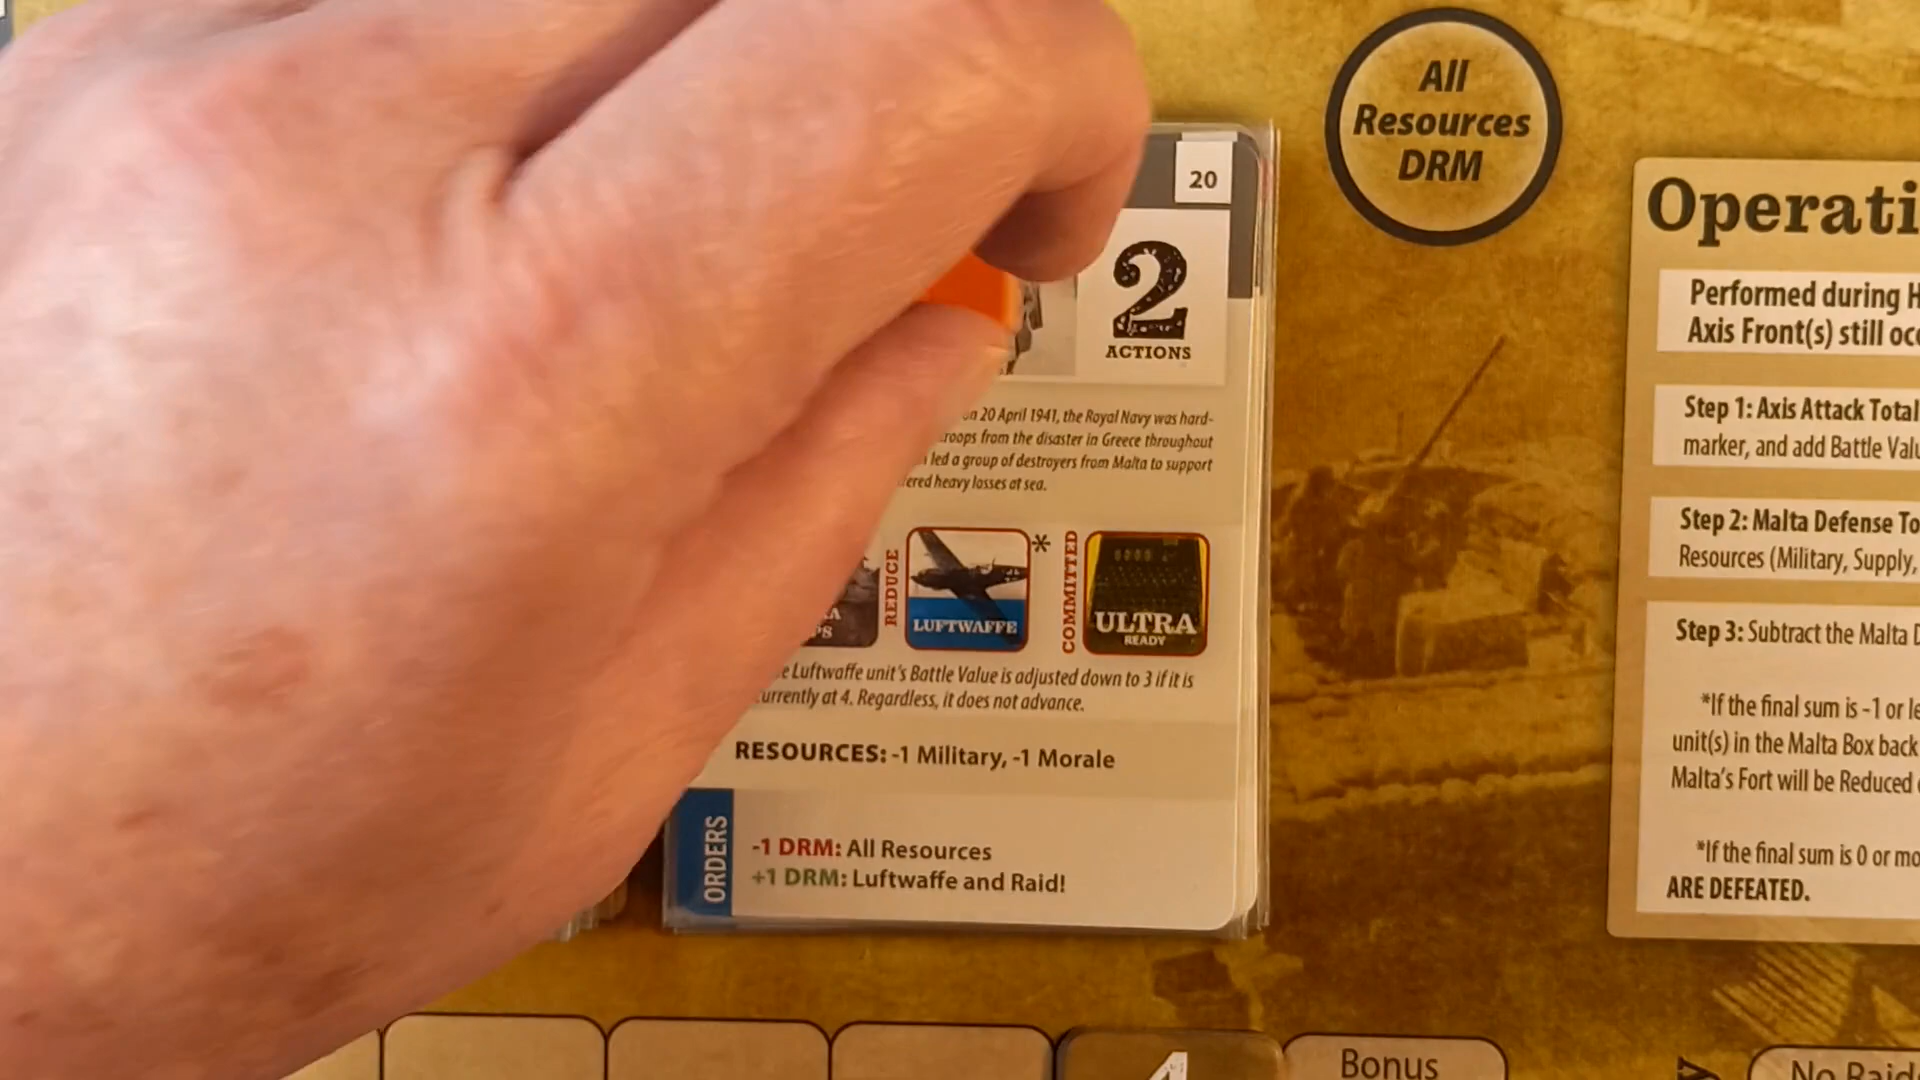 All
Resources
DRM
20
2
ACTIONS
20 April 1941, the Royal Navy was hard-
from the disaster in Greece throughout
led a group of destroyers from Malta to support
heavy losses at sea.
REDUCE
LUFTWAFFE
*
COMMITTED
ULTRA
READY
Luftwaffe unit's Battle Value is adjusted down to 3 if it is
currently at 4. Regardless, it does not advance.
RESOURCES: -1 Military, -1 Morale
ORDERS
-1 DRM: All Resources
+1 DRM: Luftwaffe and Raid!
Operati
Performed during H
Axis Front(s) still occ
Step 1: Axis Attack Total
marker, and add Battle Valu
Step 2: Malta Defense To
Resources (Military, Supply,
Step 3: Subtract the Malta D
*If the final sum is -1 or le
unit(s) in the Malta Box back
Malta's Fort will be Reduced
*If the final sum is 0 or mo
ARE DEFEATED.
4
Bonus
No Raid